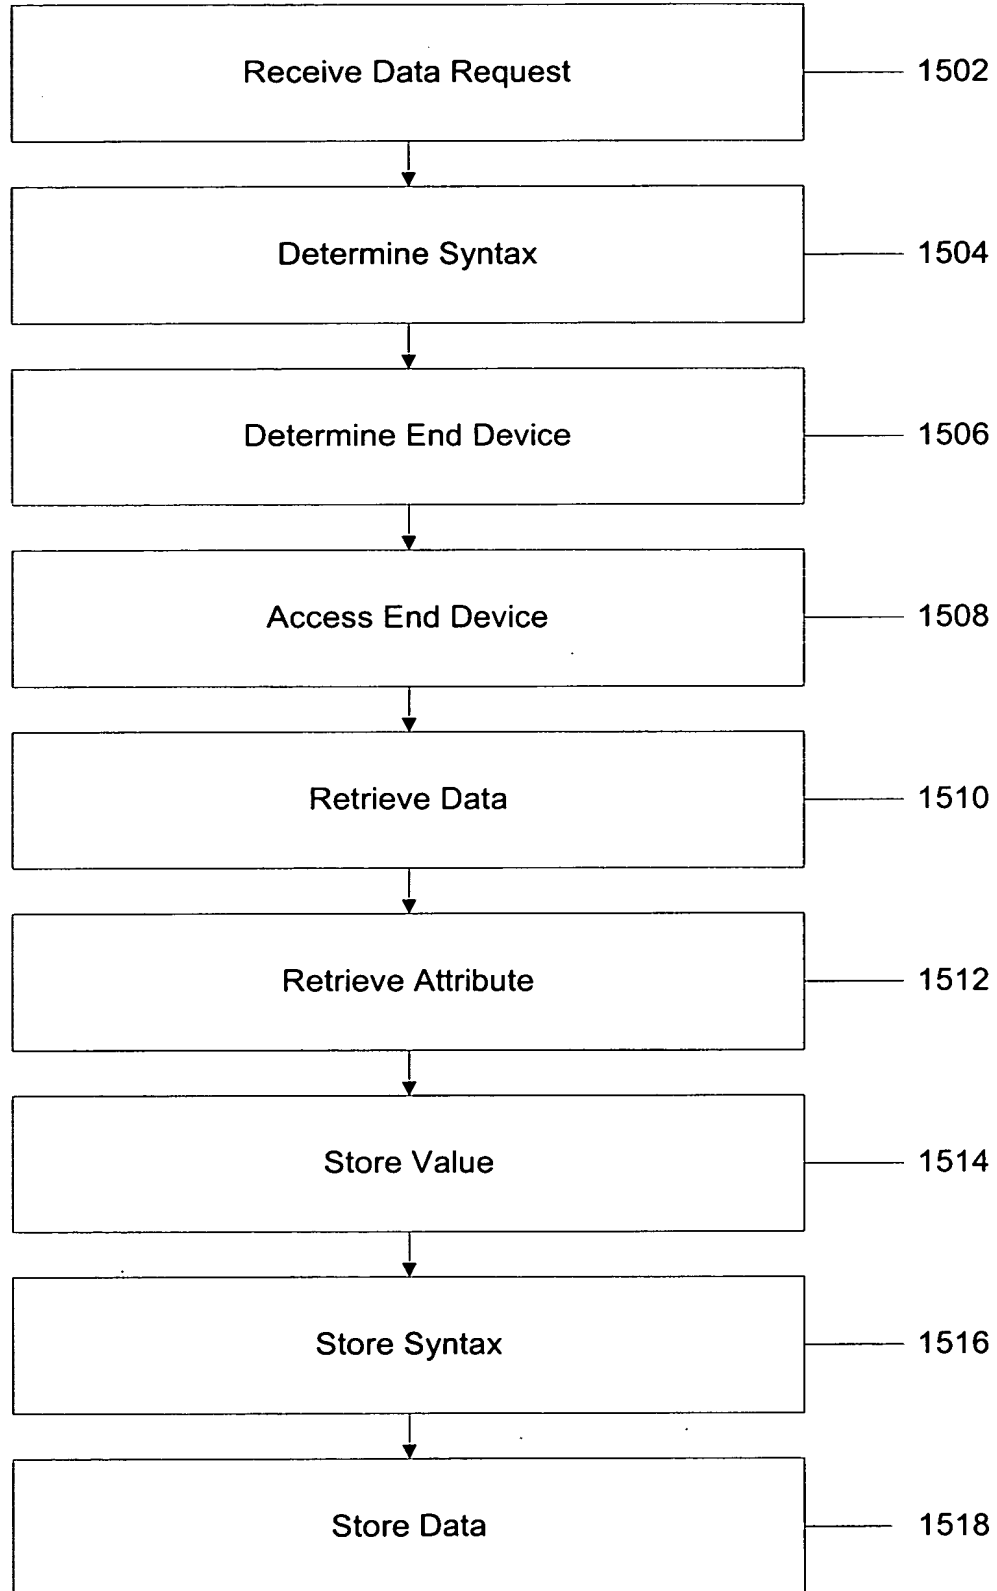 Receive Data Request 1502
Determine Syntax 1504
Determine End Device 1506
Access End Device 1508
Retrieve Data 1510
Retrieve Attribute 1512
Store Value 1514
Store Syntax 1516
Store Data 1518